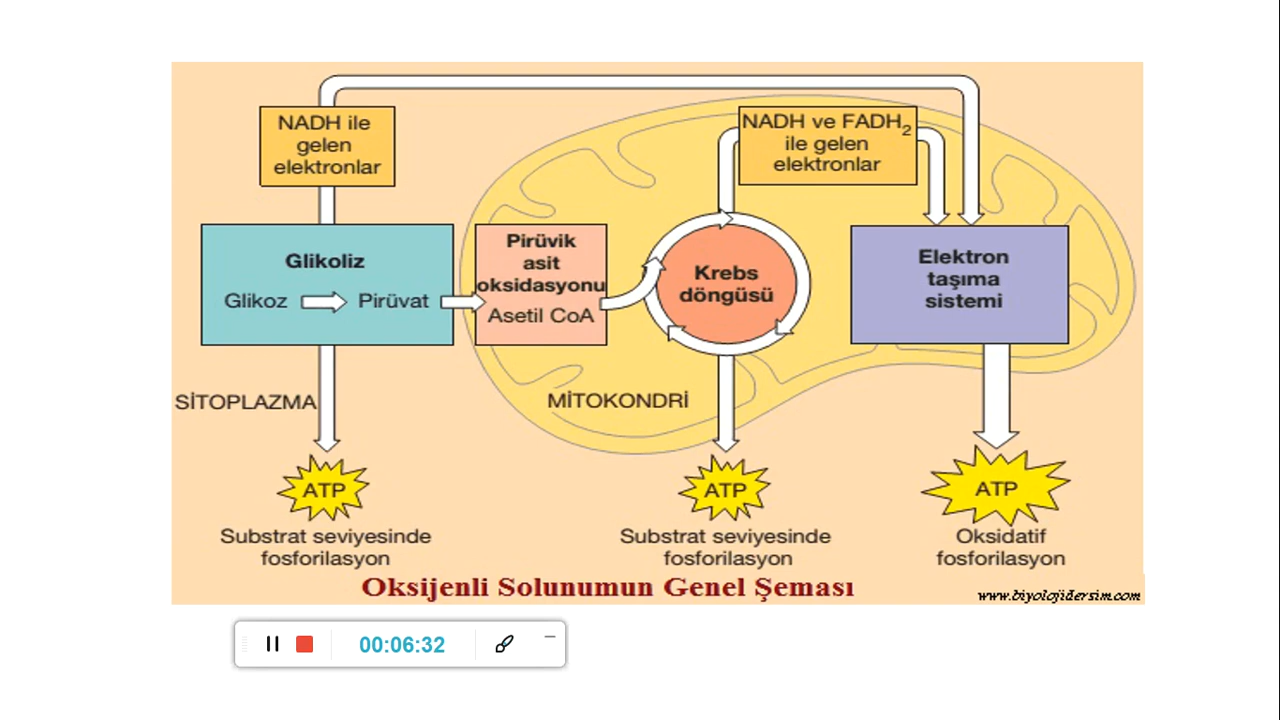 NADH ile
gelen
elektronlar
NADH ve FADH2
ile gelen
elektronlar
Glikoliz
Glikoz
Pirüvat
Pirüvik
asit
oksidasyonu
Asetil CoA
Krebs
döngüsü
Elektron
taşıma
sistemi
SİTOPLAZMA
MİTOKONDRİ
ATP
ATP
ATP
Substrat seviyesinde
fosforilasyon
Substrat seviyesinde
fosforilasyon
Oksidatif
fosforilasyon
Oksijenli Solunumun Genel Şeması
www.biyolojidersim.com
00:06:32